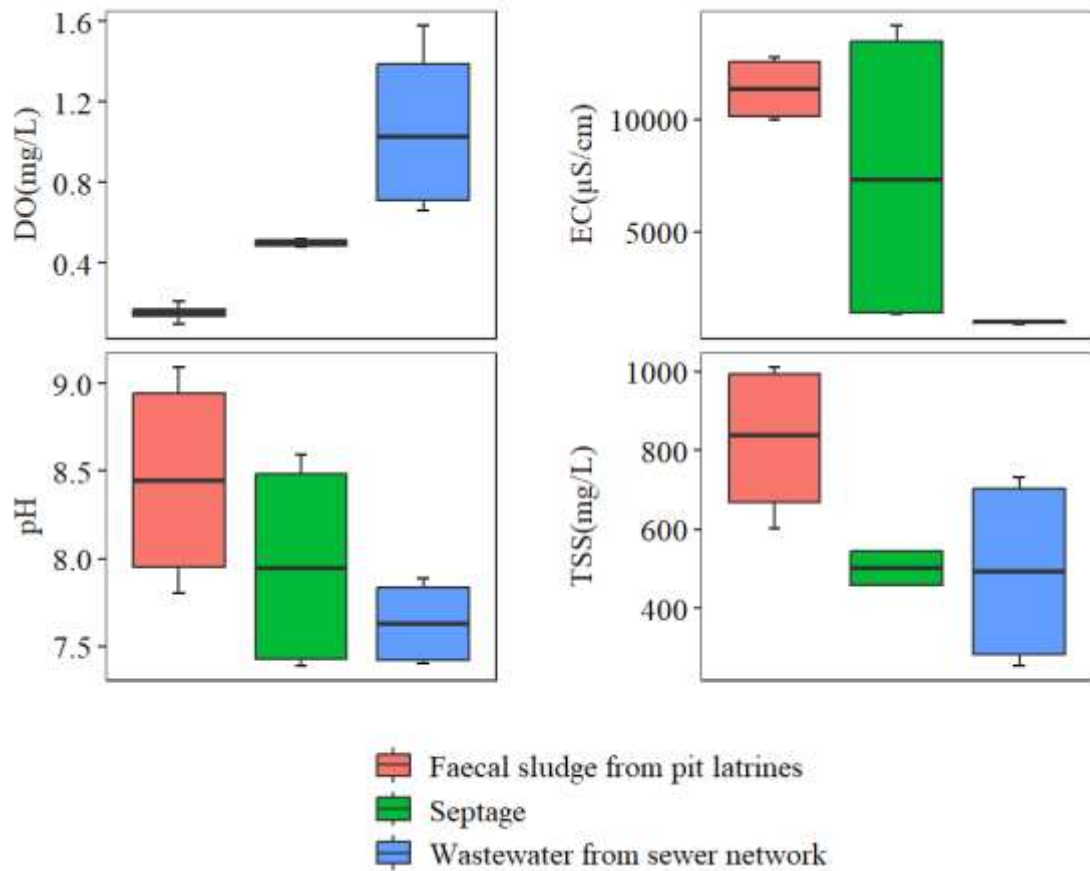 DO(mg/L)
1.6
1.2
0.8
0.4
EC(µS/cm)
10000
5000
pH
9.0
8.5
8.0
7.5
TSS(mg/L)
1000
800
600
400
Faecal sludge from pit latrines
Septage
Wastewater from sewer network